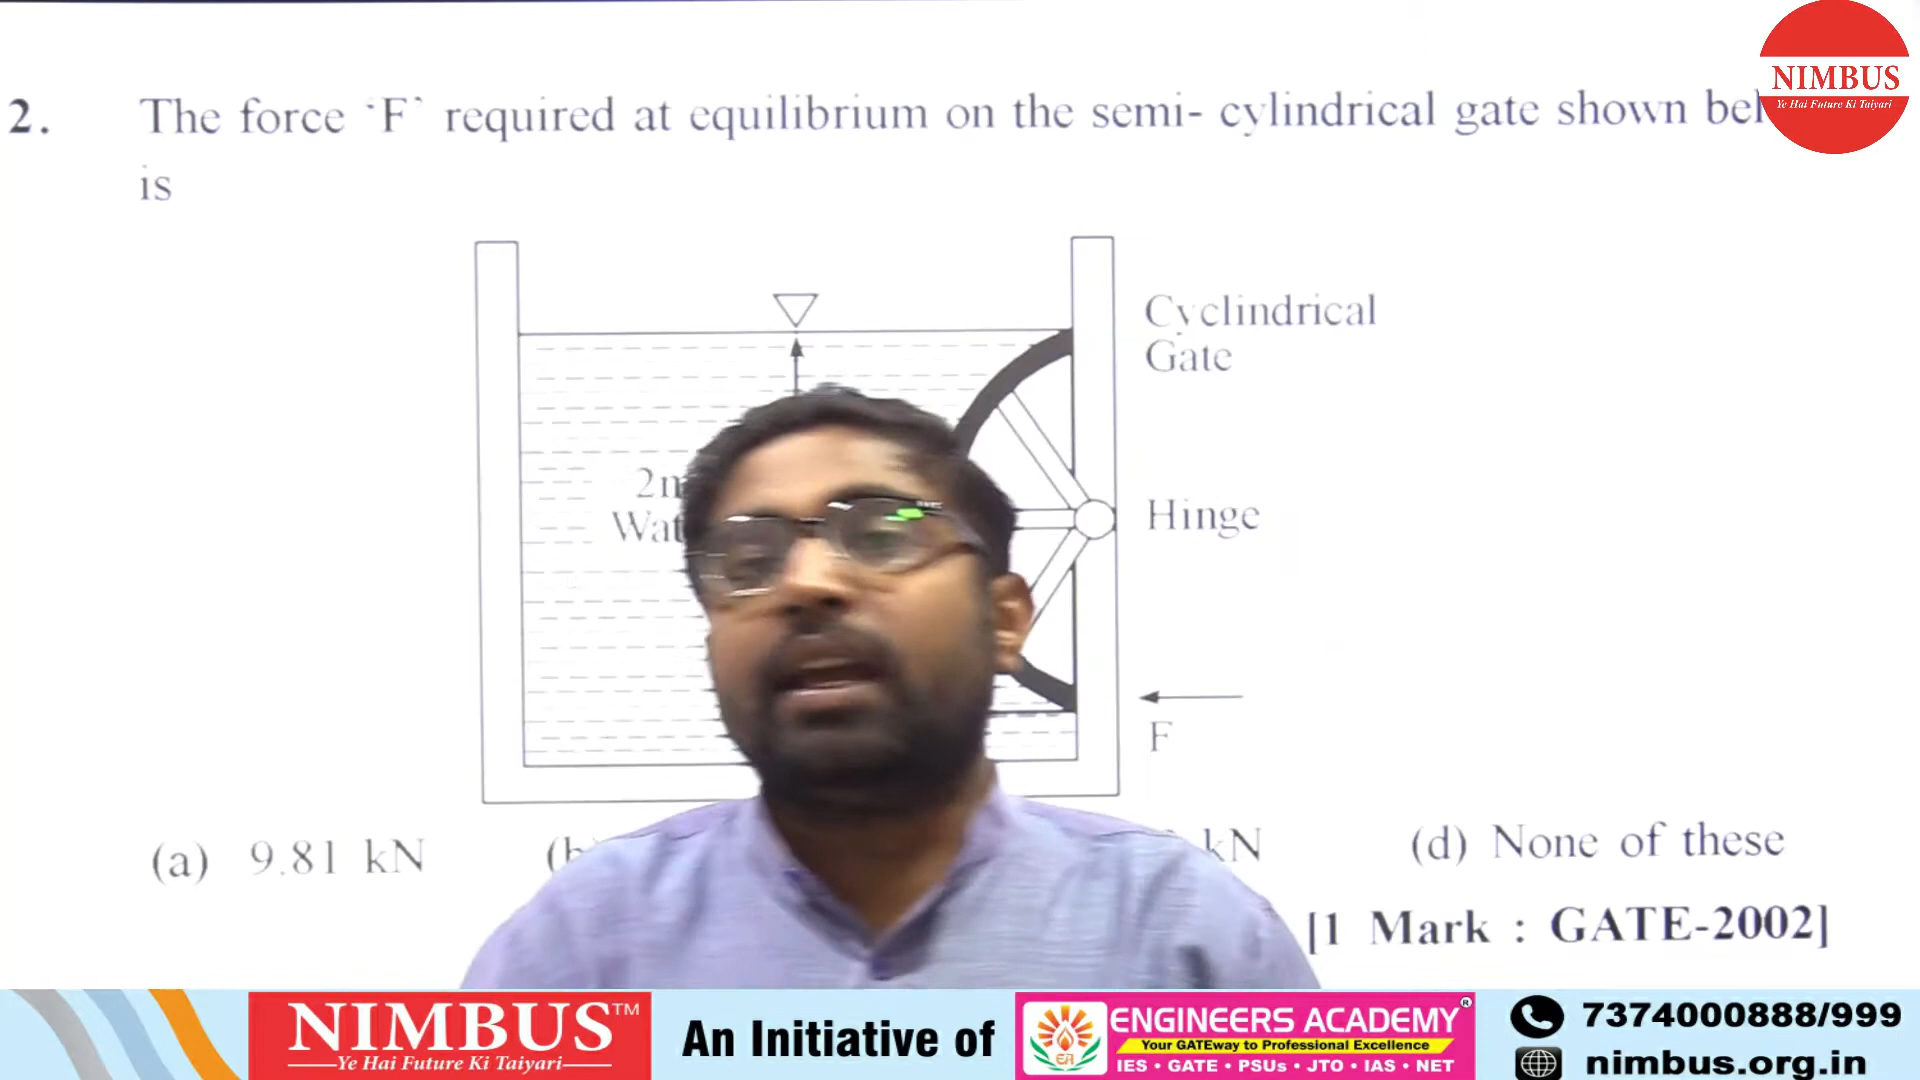 NIMBUS
Ye Hai Future Ki Taiyari
2. The force 'F' required at equilibrium on the semi- cylindrical gate shown
is
Cyclindrical
Gate
Hinge
F
(a) 9.81 kN
kN
(d) None of these
[1 Mark : GATE-2002]
NIMBUS™
Ye Hai Future Ki Taiyari
An Initiative of
ENGINEERS ACADEMY®
Your GATEway to Professional Excellence
IES • GATE • PSUs • JTO • IAS • NET
7374000888/999
nimbus.org.in